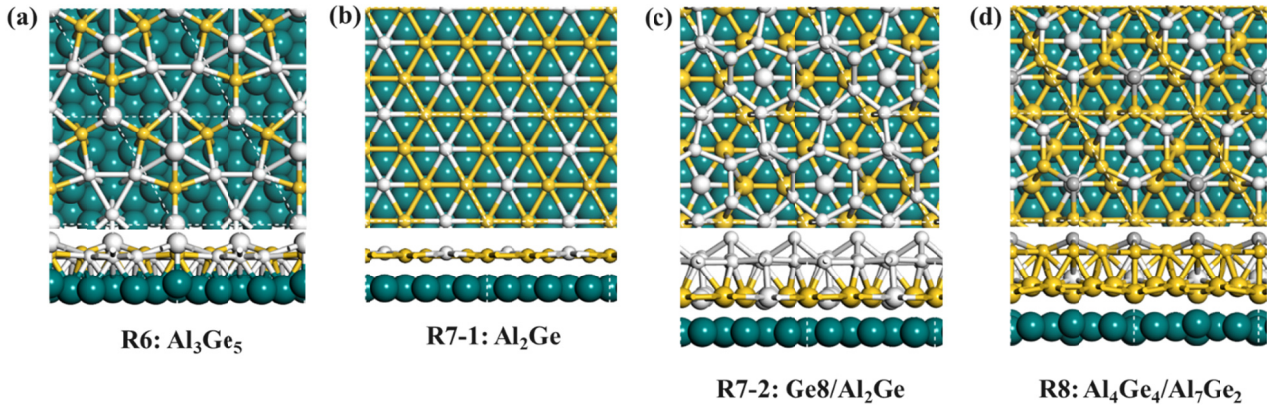 (a)
(b)
(c)
(d)
R6: Al₃Ge₅
R7-1: Al₂Ge
R7-2: Ge8/Al₂Ge
R8: Al₄Ge₄/Al₇Ge₂